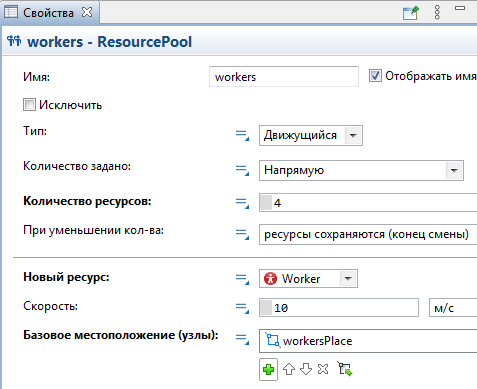 Свойства
workers - ResourcePool
Имя: workers Отображать имя
Исключить
Тип: Движущийся
Количество задано: Напрямую
Количество ресурсов: 4
При уменьшении кол-ва: ресурсы сохраняются (конец смены)
Новый ресурс: Worker
Скорость: 10 м/с
Базовое местоположение (узлы): workersPlace